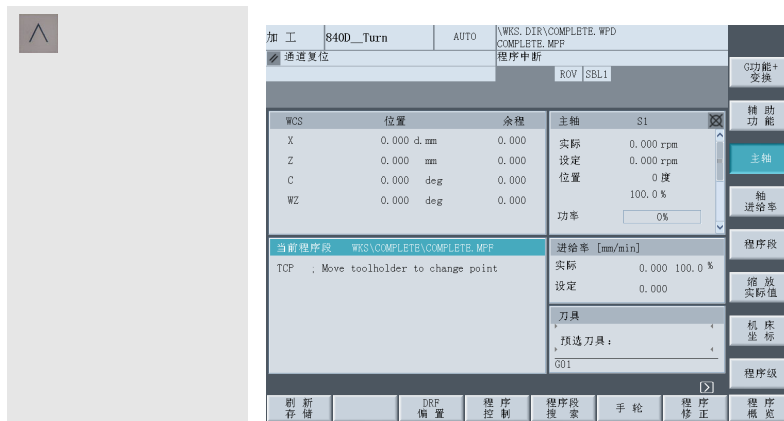 加 工 840D__Turn AUTO \WKS.DIR\COMPLETE.WPD
COMPLETE.MPF
通道复位 程序中断
ROV SBL1
WCS 位置 余程
X 0.000 d.mm 0.000
Z 0.000 mm 0.000
C 0.000 deg 0.000
WZ 0.000 deg 0.000
主轴 S1
实际 0.000 rpm
设定 0.000 rpm
位置 0 度
100.0 %
功率 0%
当前程序段 WKS\COMPLETE\COMPLETE.MPF
TCP ; Move toolholder to change point
进给率 [mm/min]
实际 0.000 100.0 %
设定 0.000
刀具
预选刀具:
G01
G功能+
变换
辅 助
功 能
主轴
轴
进给率
程序段
缩 放
实际值
机 床
坐 标
程序级
刷 新
存 储
DRF
偏 置
程 序
控 制
程序段
搜 索
手 轮
程 序
修 正
程 序
概 览